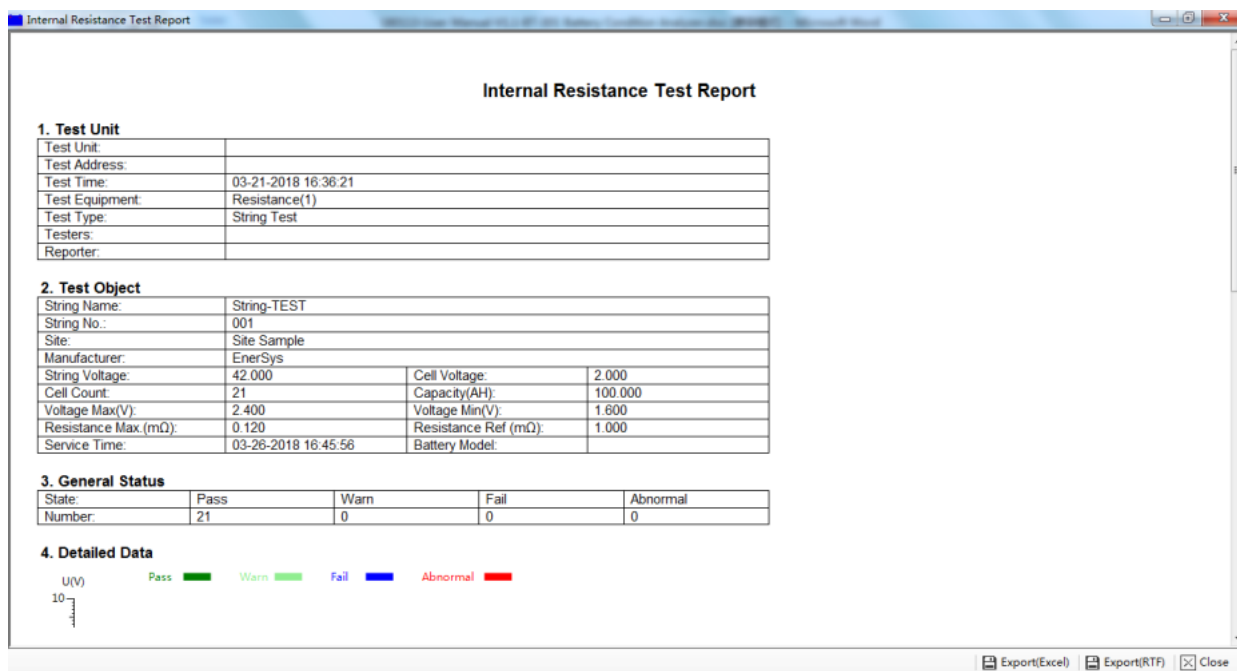 Internal Resistance Test Report
Internal Resistance Test Report
1. Test Unit
Test Unit:
Test Address:
Test Time: 03-21-2018 16:36:21
Test Equipment: Resistance(1)
Test Type: String Test
Testers:
Reporter:
2. Test Object
String Name: String-TEST
String No.: 001
Site: Site Sample
Manufacturer: EnerSys
String Voltage: 42.000 Cell Voltage: 2.000
Cell Count: 21 Capacity(AH): 100.000
Voltage Max(V): 2.400 Voltage Min(V): 1.600
Resistance Max.(mΩ): 0.120 Resistance Ref (mΩ): 1.000
Service Time: 03-26-2018 16:45:56 Battery Model:
3. General Status
State: Pass Warn Fail Abnormal
Number: 21 0 0 0
4. Detailed Data
U(V) Pass Warn Fail Abnormal
10
Export(Excel) Export(RTF) Close